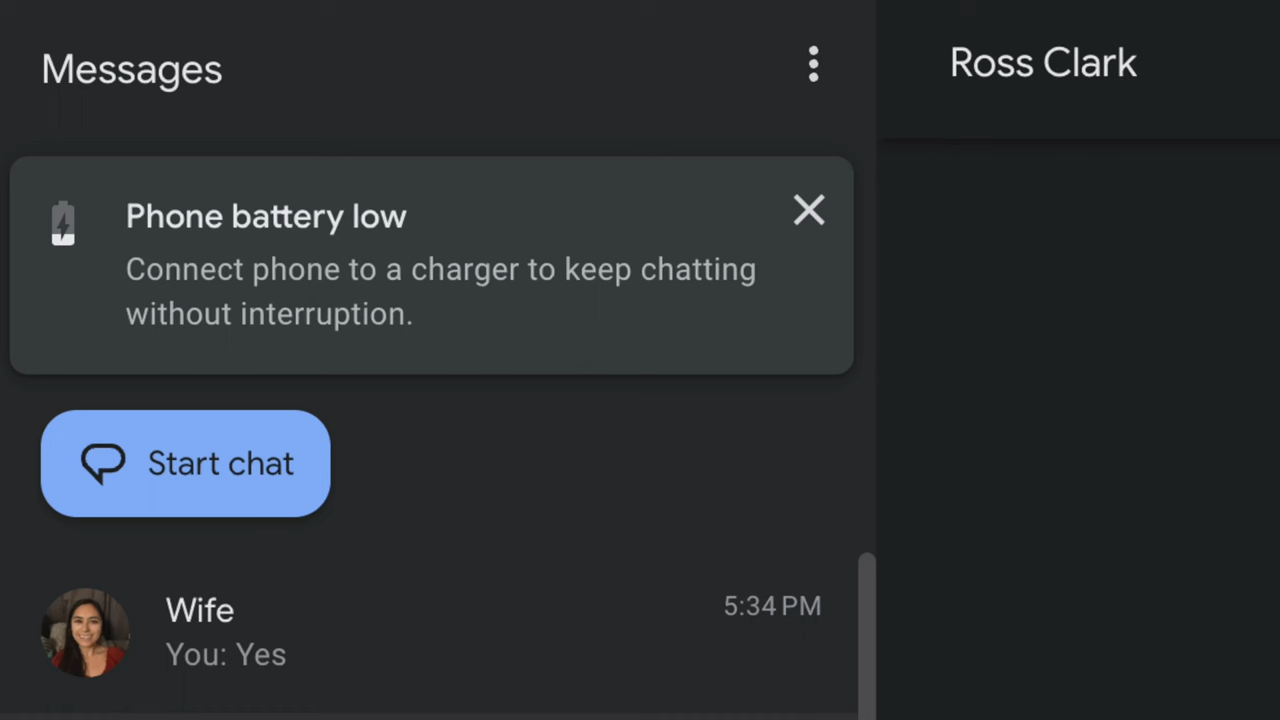 Messages
Ross Clark
Phone battery low
Connect phone to a charger to keep chatting
without interruption.
Start chat
Wife
5:34 PM
You: Yes